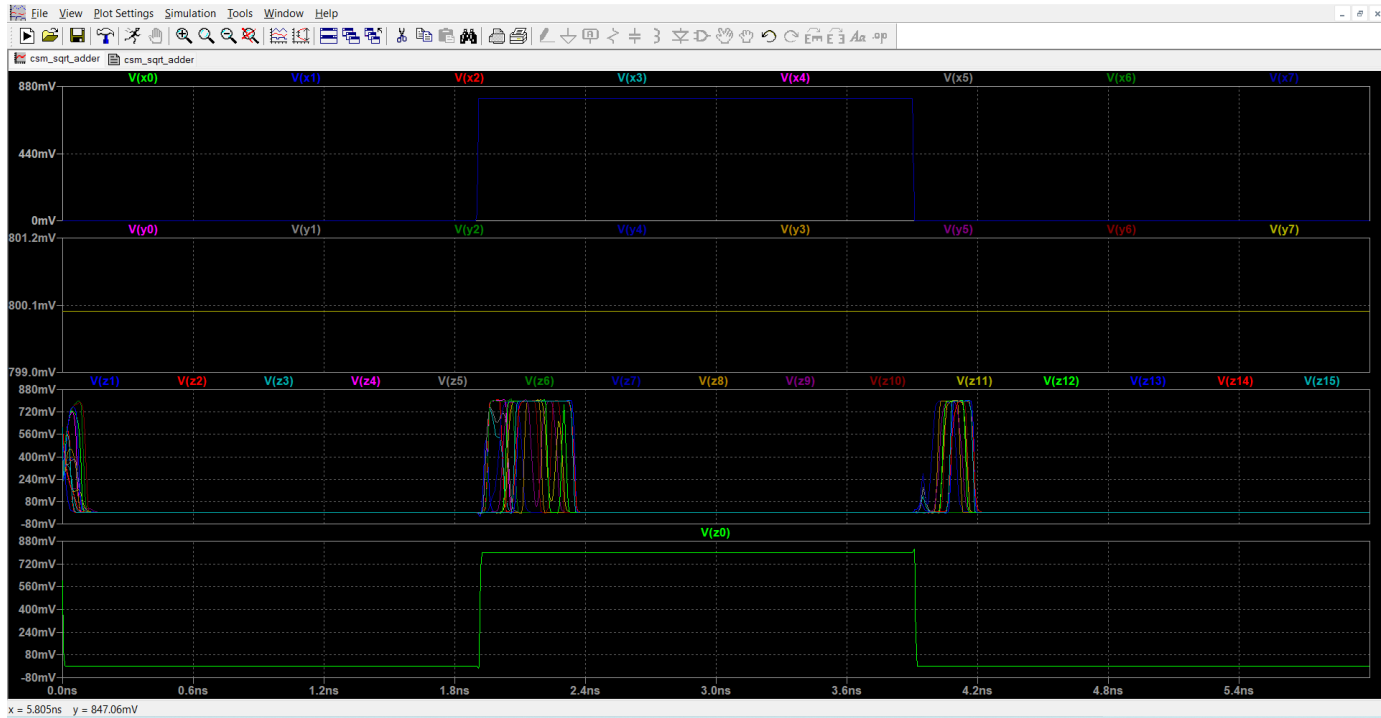 File View Plot Settings Simulation Tools Window Help
csm_sqrt_adder csm_sqrt_adder
V(x0) V(x1) V(x2) V(x3) V(x4) V(x5) V(x6) V(x7)
880mV
440mV
0mV
V(y0) V(y1) V(y2) V(y4) V(y3) V(y5) V(y6) V(y7)
801.2mV
800.1mV
799.0mV
V(z1) V(z2) V(z3) V(z4) V(z5) V(z6) V(z7) V(z8) V(z9) V(z10) V(z11) V(z12) V(z13) V(z14) V(z15)
880mV
720mV
560mV
400mV
240mV
80mV
-80mV
V(z0)
880mV
720mV
560mV
400mV
240mV
80mV
-80mV
0.0ns 0.6ns 1.2ns 1.8ns 2.4ns 3.0ns 3.6ns 4.2ns 4.8ns 5.4ns
x = 5.805ns y = 847.06mV